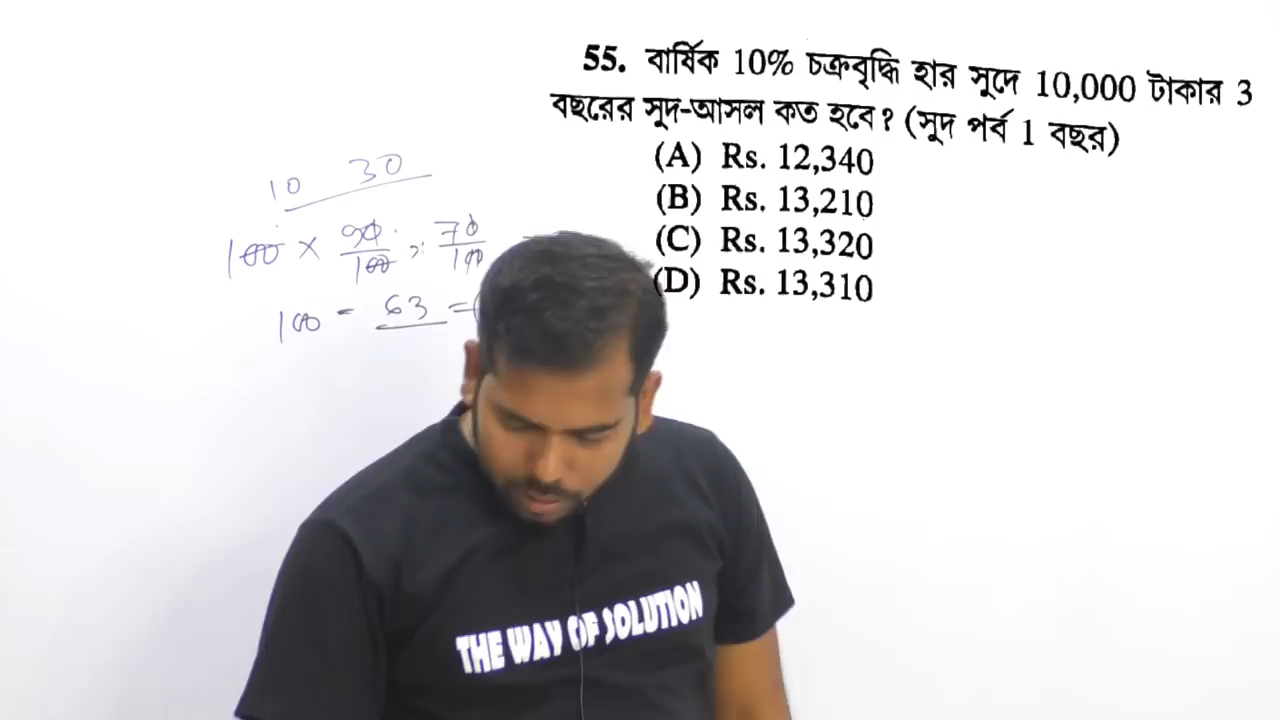 55. বার্ষিক 10% চক্রবৃদ্ধি হার সুদে 10,000 টাকার 3
বছরের সুদ-আসল কত হবে? (সুদ পর্ব 1 বছর)
(A) Rs. 12,340
(B) Rs. 13,210
(C) Rs. 13,320
(D) Rs. 13,310
10 30
100 × 90/100 × 70/100
100 - 63 =
THE WAY OF SOLUTION